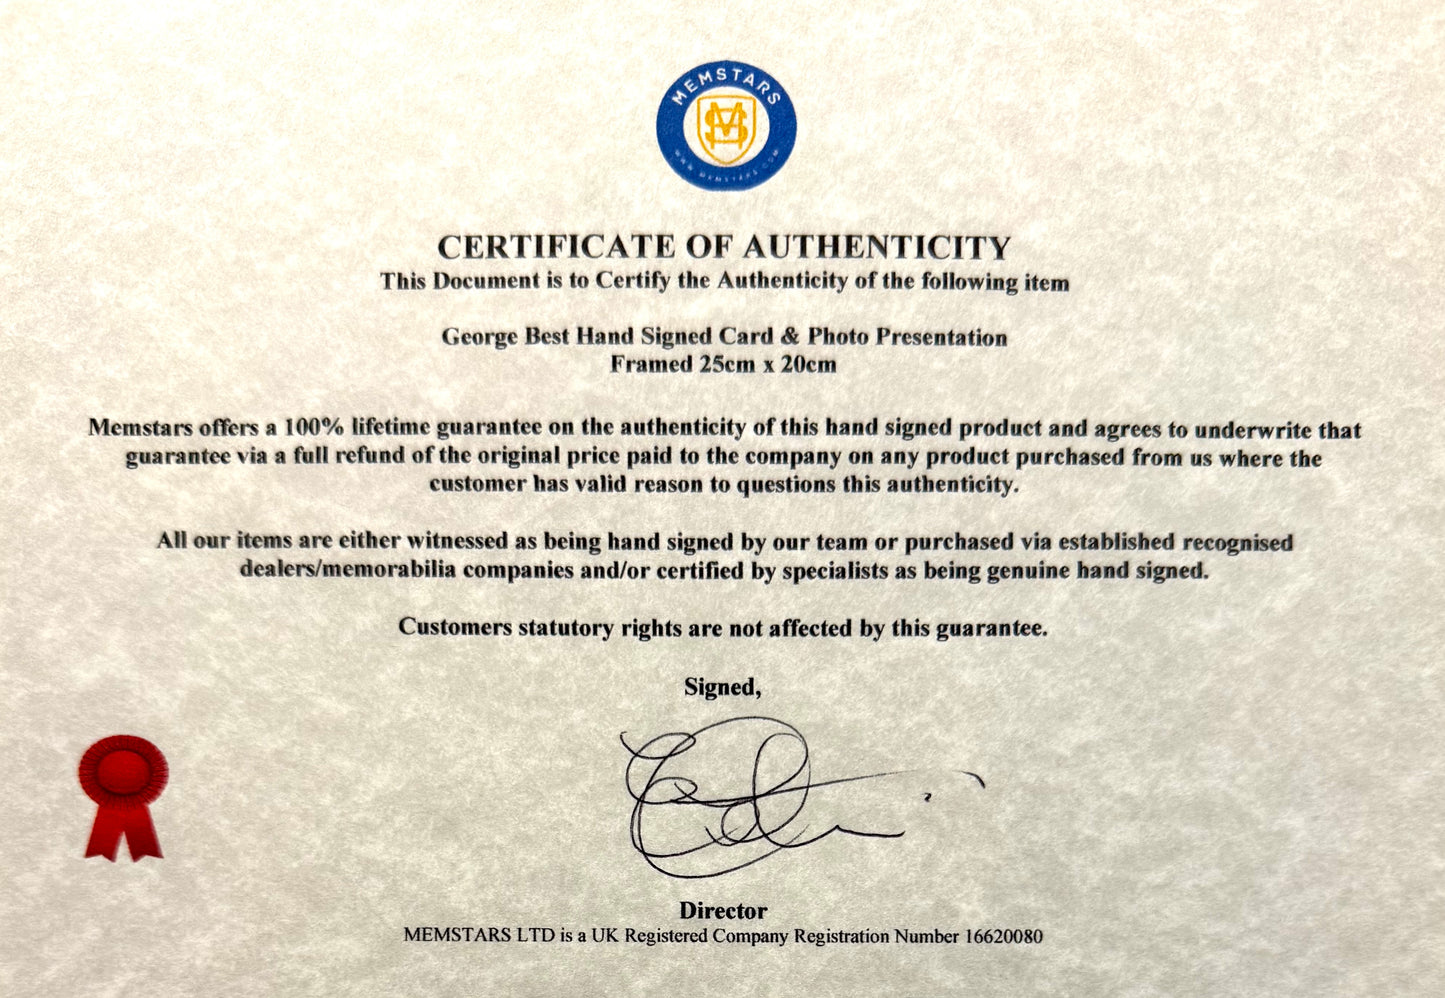 MEMSTARS
MS
WWW.MEMSTARS.COM
CERTIFICATE OF AUTHENTICITY
This Document is to Certify the Authenticity of the following item
George Best Hand Signed Card & Photo Presentation
Framed 25cm x 20cm
Memstars offers a 100% lifetime guarantee on the authenticity of this hand signed product and agrees to underwrite that
guarantee via a full refund of the original price paid to the company on any product purchased from us where the
customer has valid reason to questions this authenticity.
All our items are either witnessed as being hand signed by our team or purchased via established recognised
dealers/memorabilia companies and/or certified by specialists as being genuine hand signed.
Customers statutory rights are not affected by this guarantee.
Signed,
Director
MEMSTARS LTD is a UK Registered Company Registration Number 16620080